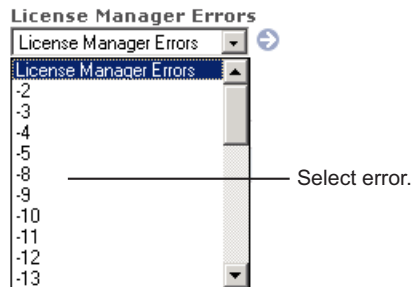 License Manager Errors
License Manager Errors
License Manager Errors
-2
-3
-4
-5
-8
Select error.
-9
-10
-11
-12
-13